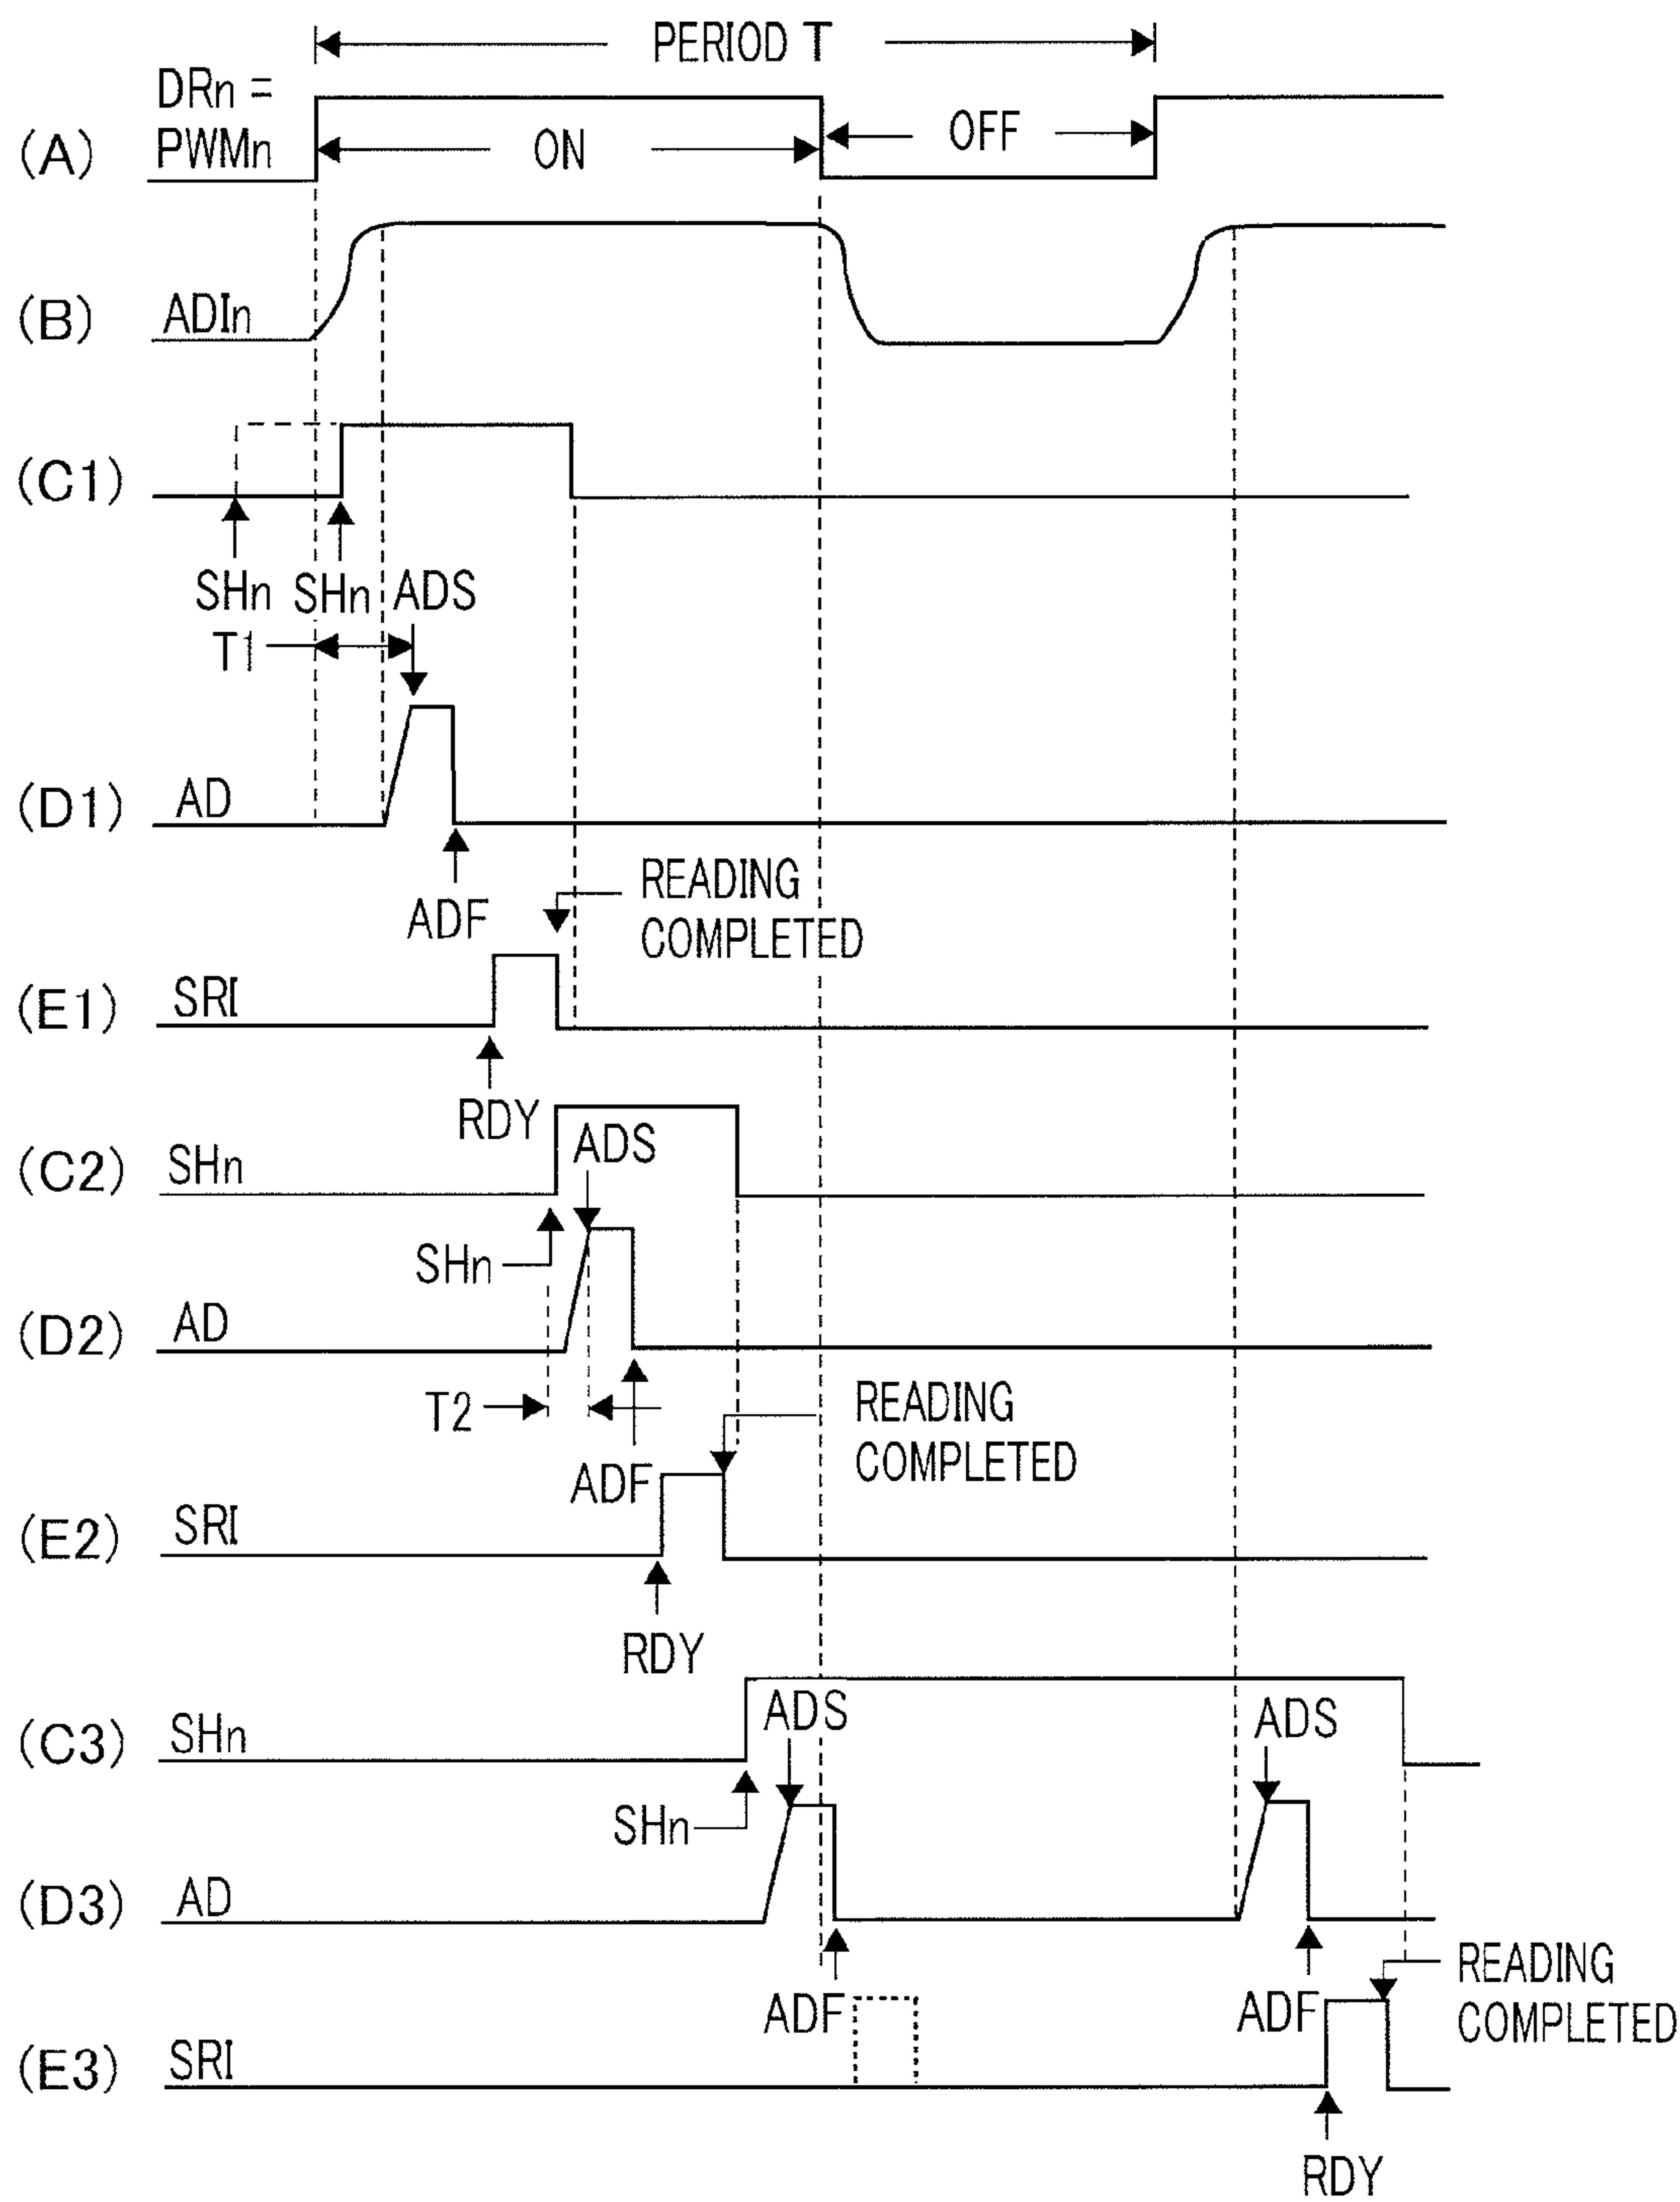 PERIOD T
DRn =
(A) PWMn ON OFF
(B) ADIn
(C1)
SHn SHn ADS
T1
(D1) AD
READING
ADF COMPLETED
(E1) SRI
RDY
ADS
(C2) SHn
SHn
(D2) AD
T2 READING
COMPLETED
ADF
(E2) SRI
RDY
ADS ADS
(C3) SHn
SHn
(D3) AD
READING
ADF ADF COMPLETED
(E3) SRI
RDY